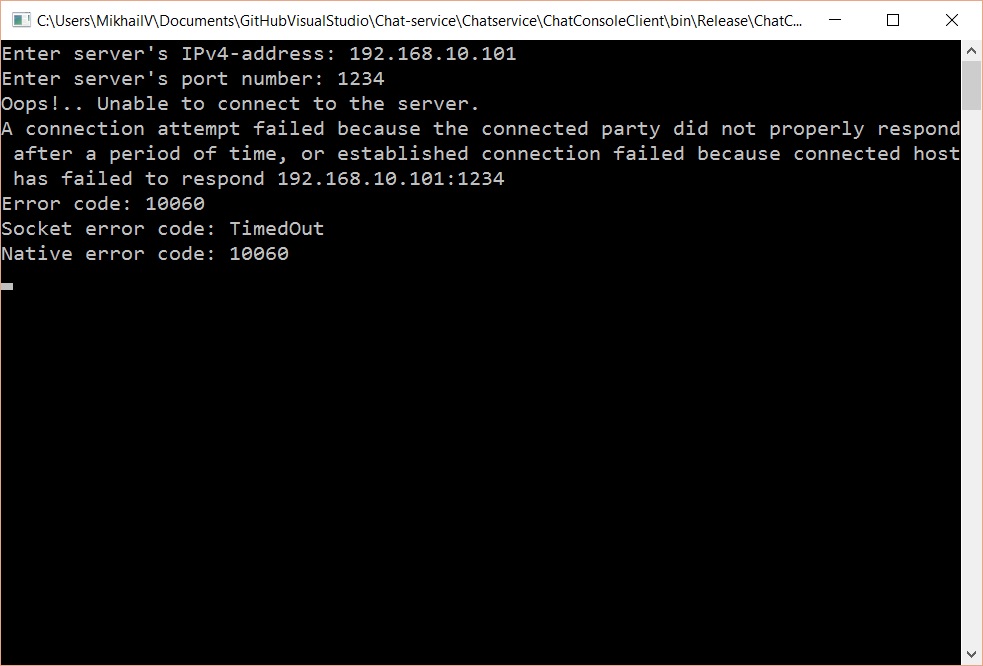 C:\Users\MikhailV\Documents\GitHubVisualStudio\Chat-service\Chatservice\ChatConsoleClient\bin\Release\ChatC...
Enter server's IPv4-address: 192.168.10.101
Enter server's port number: 1234
Oops!.. Unable to connect to the server.
A connection attempt failed because the connected party did not properly respond
after a period of time, or established connection failed because connected host
has failed to respond 192.168.10.101:1234
Error code: 10060
Socket error code: TimedOut
Native error code: 10060